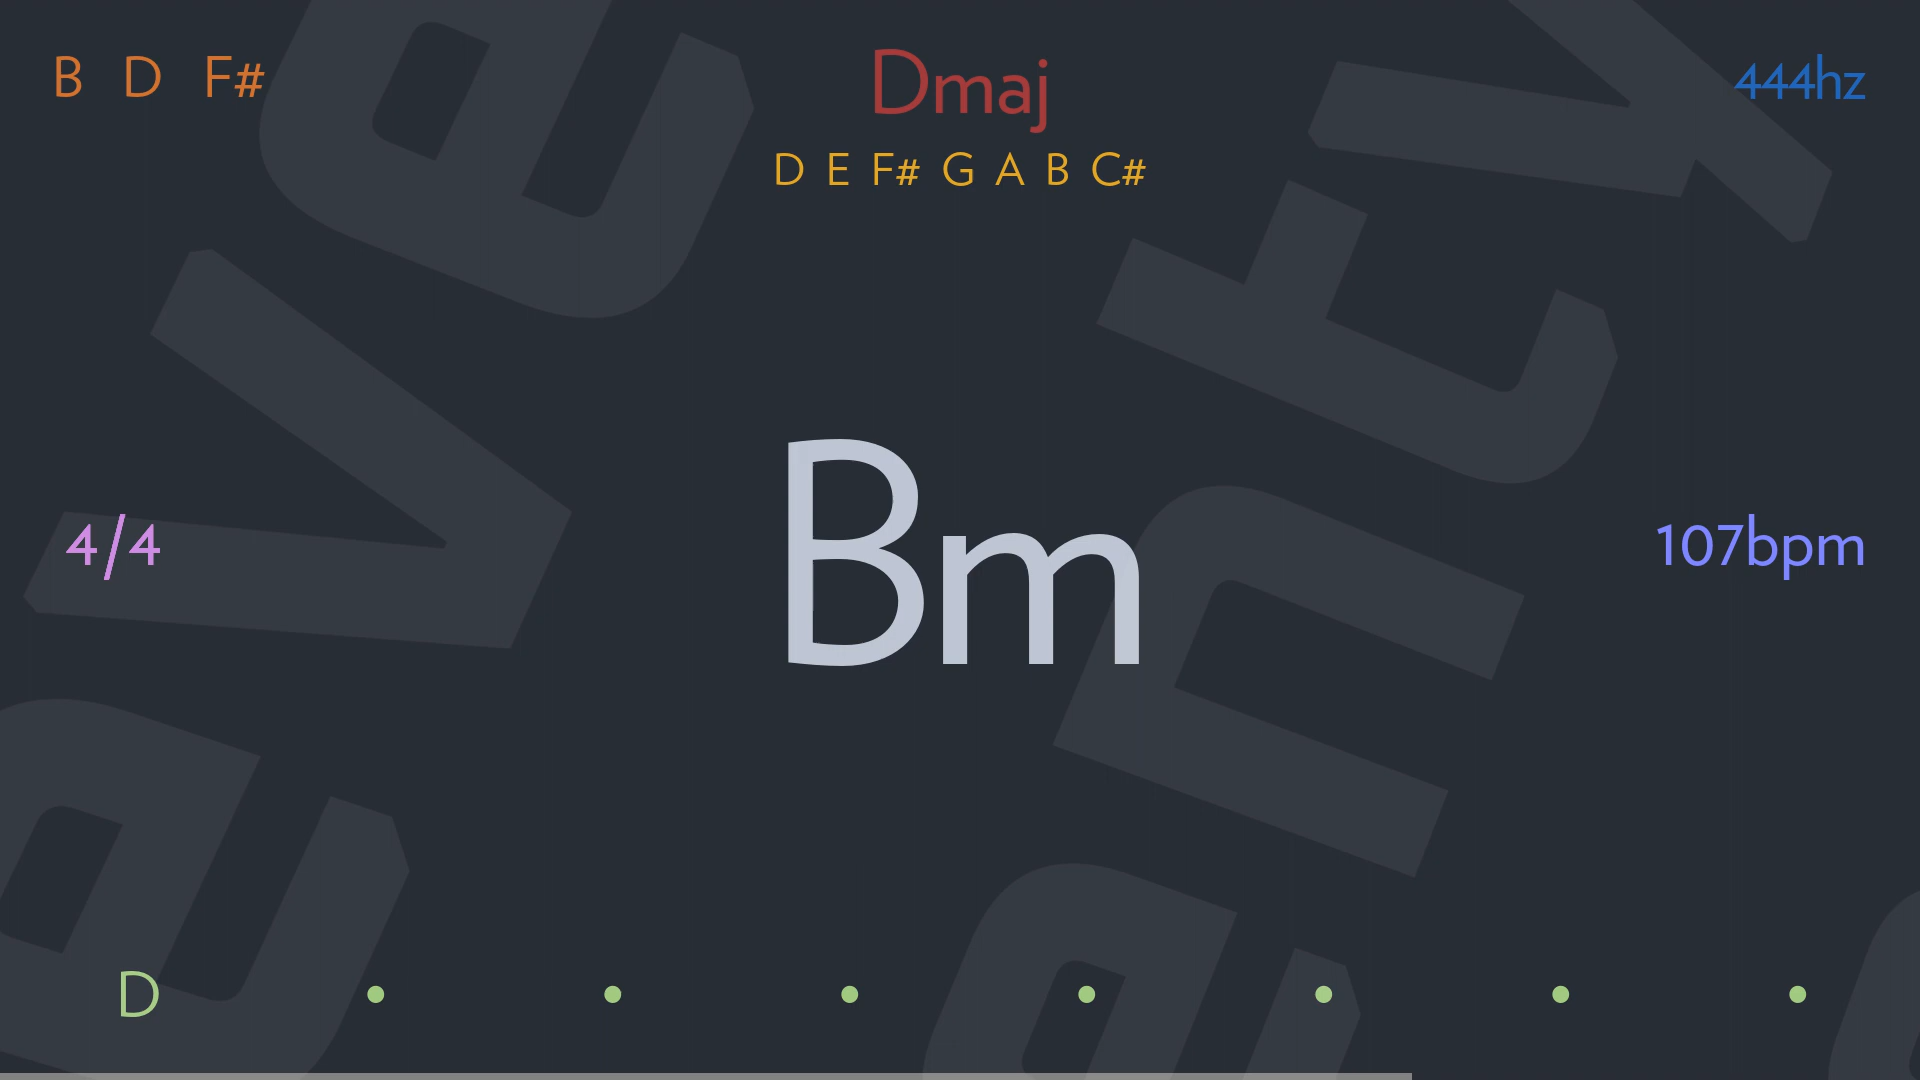 B D F#
Dmaj
444hz
D E F# G A B C#
4/4
Bm
107bpm
D • • • • • • •